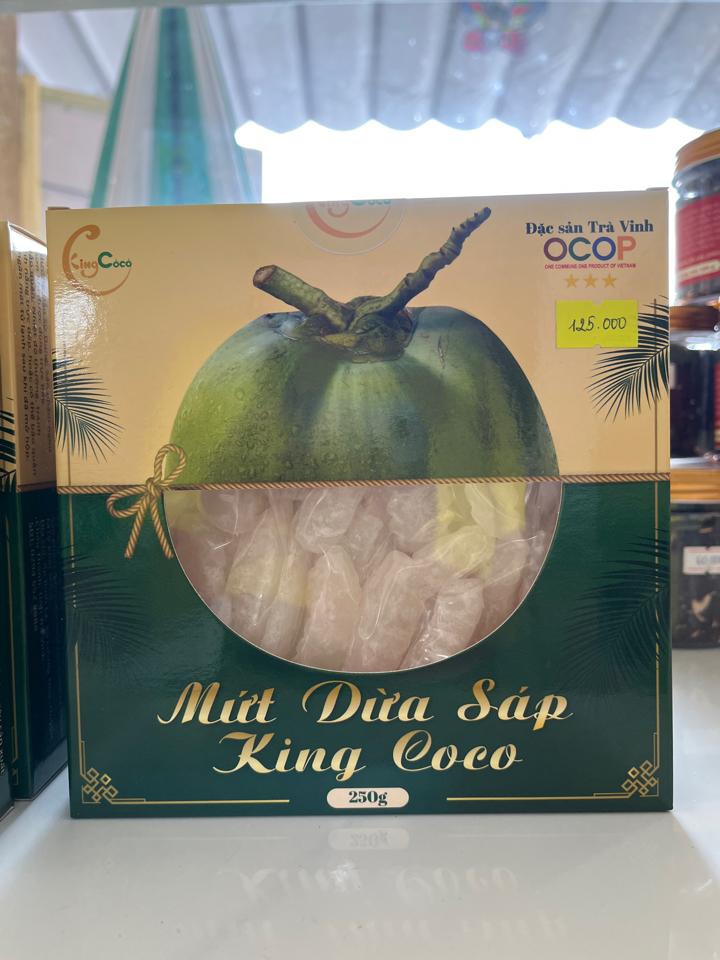 KingCoco
King Coco
Đặc sản Trà Vinh
OCOP
ONE COMMUNE ONE PRODUCT OF VIETNAM
125.000
Mứt Dừa Sáp
King Coco
250g